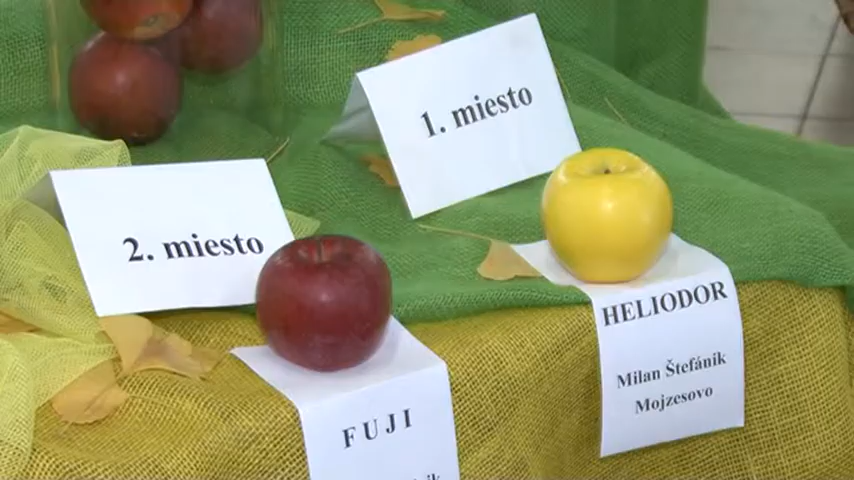 1. miesto
2. miesto
HELIODOR
Milan Štefánik
Mojzesovo
FUJI